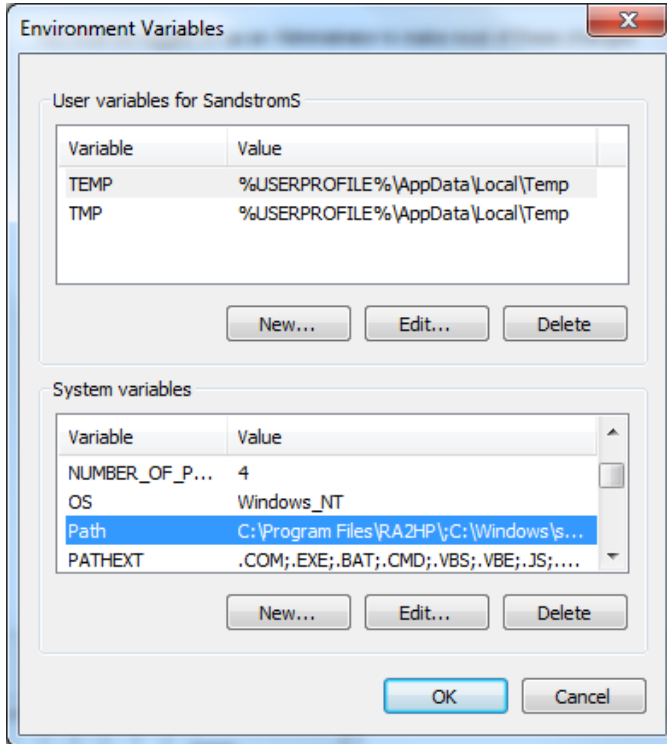 Environment Variables
User variables for SandstromS
Variable Value
TEMP %USERPROFILE%\AppData\Local\Temp
TMP %USERPROFILE%\AppData\Local\Temp
New... Edit... Delete
System variables
Variable Value
NUMBER_OF_P... 4
OS Windows_NT
Path C:\Program Files\RA2HP\;C:\Windows\s...
PATHEXT .COM;.EXE;.BAT;.CMD;.VBS;.VBE;.JS;....
New... Edit... Delete
OK Cancel